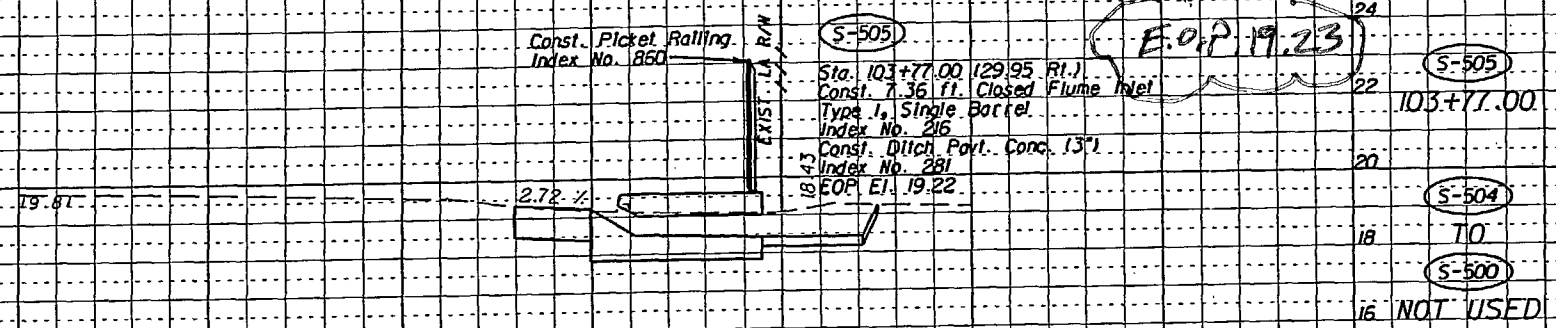 24
Const. Picket Railing
Index No. 860
EXIST. LA R/W
S-505
E.O.P 19.23
Sta. 103+77.00 (29.95 Rt.)
Const. 7.36 ft. Closed Flume Inlet
Type I, Single Barrel
Index No. 216
Const. Ditch Pavt. Conc. (3")
Index No. 281
EOP El. 19.22
18.43
22
S-505
103+77.00
20
19.81
2.72 %
S-504
18
TO
S-500
16
NOT USED